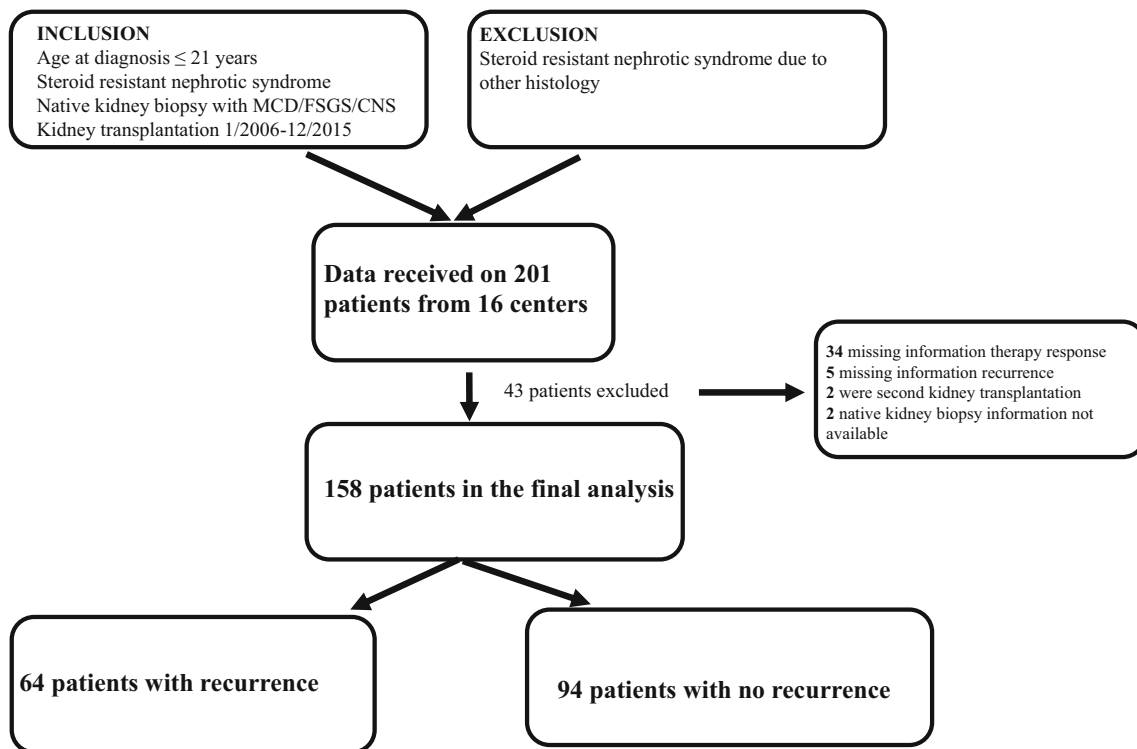 INCLUSION
Age at diagnosis ≤ 21 years
Steroid resistant nephrotic syndrome
Native kidney biopsy with MCD/FSGS/CNS
Kidney transplantation 1/2006-12/2015
EXCLUSION
Steroid resistant nephrotic syndrome due to
other histology
Data received on 201
patients from 16 centers
43 patients excluded
34 missing information therapy response
5 missing information recurrence
2 were second kidney transplantation
2 native kidney biopsy information not
available
158 patients in the final analysis
64 patients with recurrence
94 patients with no recurrence